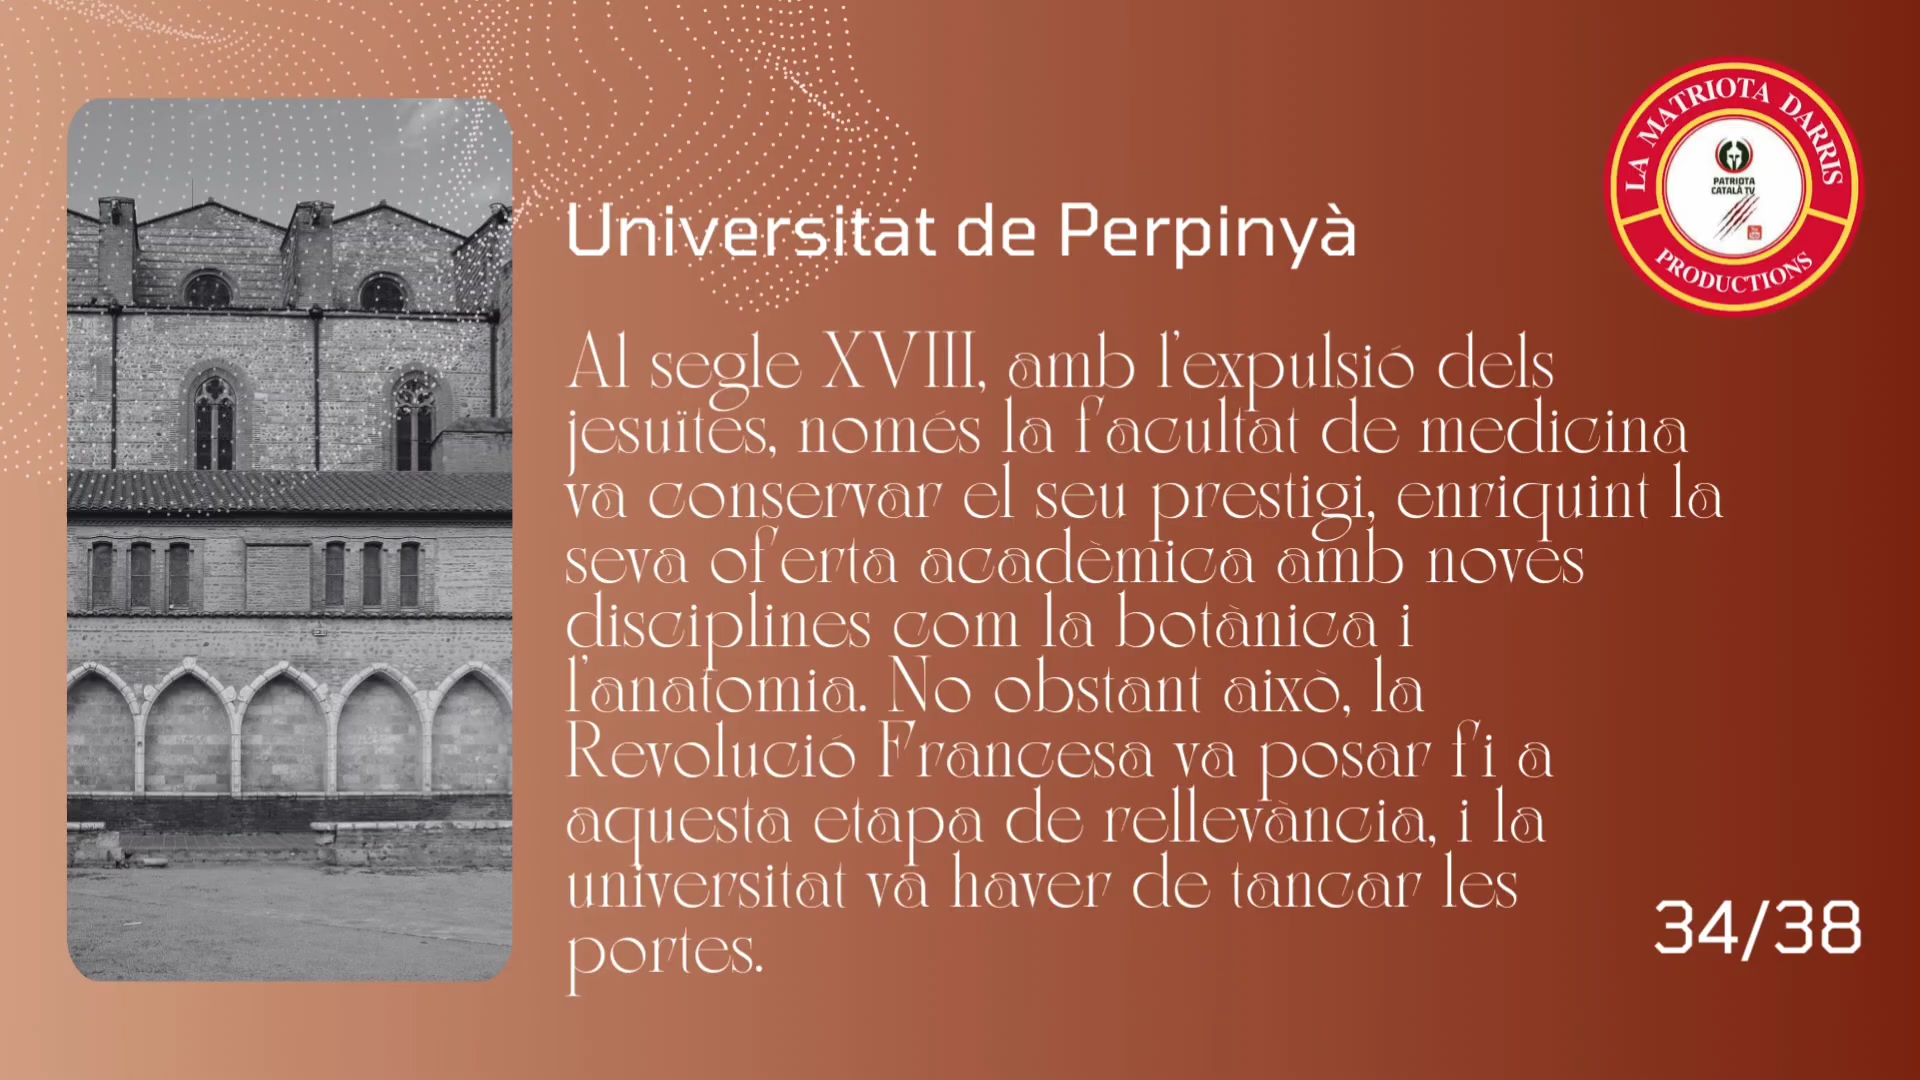 LA MATRIOTA DARRIS
PATRIOTA
CATALÀ TV
PRODUCTIONS
Universitat de Perpinyà
Al segle XVIII, amb l'expulsió dels
jesuïtes, només la facultat de medicina
va conservar el seu prestigi, enriquint la
seva oferta acadèmica amb noves
disciplines com la botànica i
l'anatomia. No obstant això, la
Revolució Francesa va posar fi a
aquesta etapa de rellevància, i la
universitat va haver de tancar les
portes.
34/38